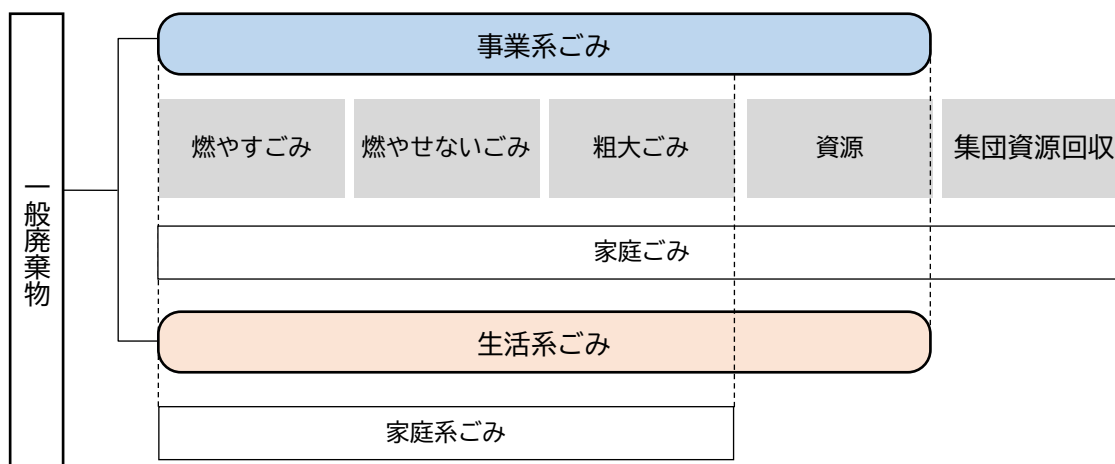 一般廃棄物
事業系ごみ
燃やすごみ
燃やせないごみ
粗大ごみ
資源
集団資源回収
家庭ごみ
生活系ごみ
家庭系ごみ